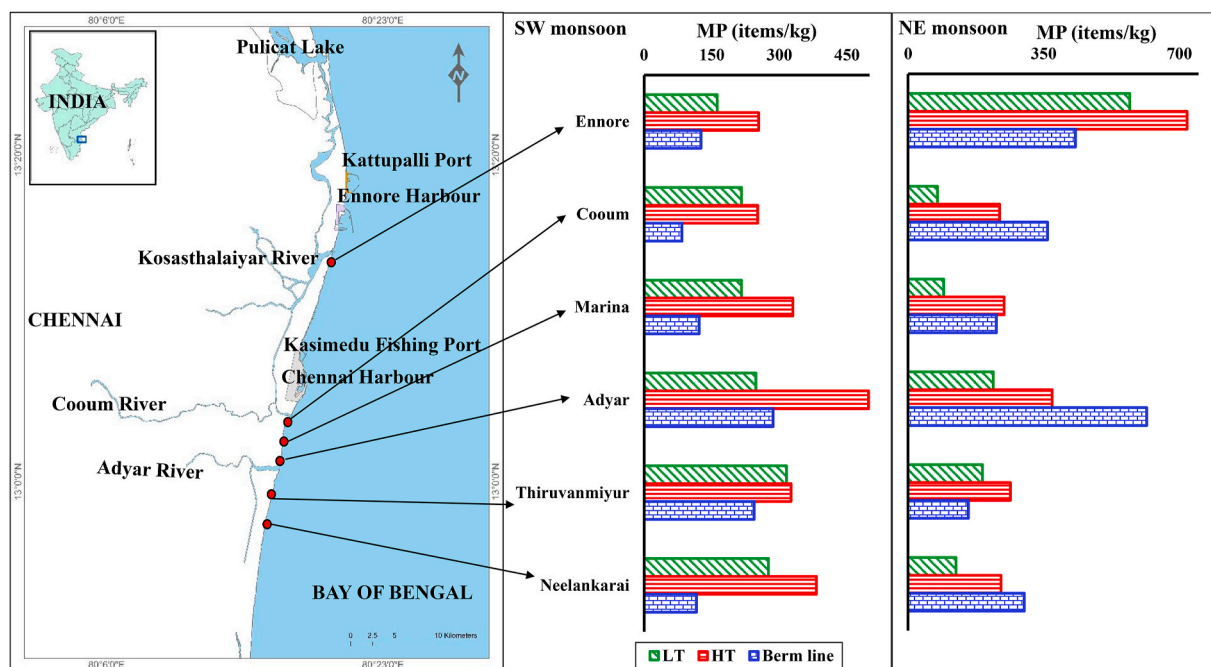 80°6'0"E
80°23'0"E
SW monsoon
MP (items/kg)
0
150
300
450
NE monsoon
MP (items/kg)
0
350
700
Pulicat Lake
N
INDIA
13°20'0"N
13°20'0"N
Kattupalli Port
Ennore Harbour
Kosasthalaiyar River
CHENNAI
Kasimedu Fishing Port
Chennai Harbour
Cooum River
Adyar River
13°0'0"N
13°0'0"N
BAY OF BENGAL
0 2.5 5 10 Kilometers
80°6'0"E
80°23'0"E
Ennore
Cooum
Marina
Adyar
Thiruvanmiyur
Neelankarai
LT
HT
Berm line